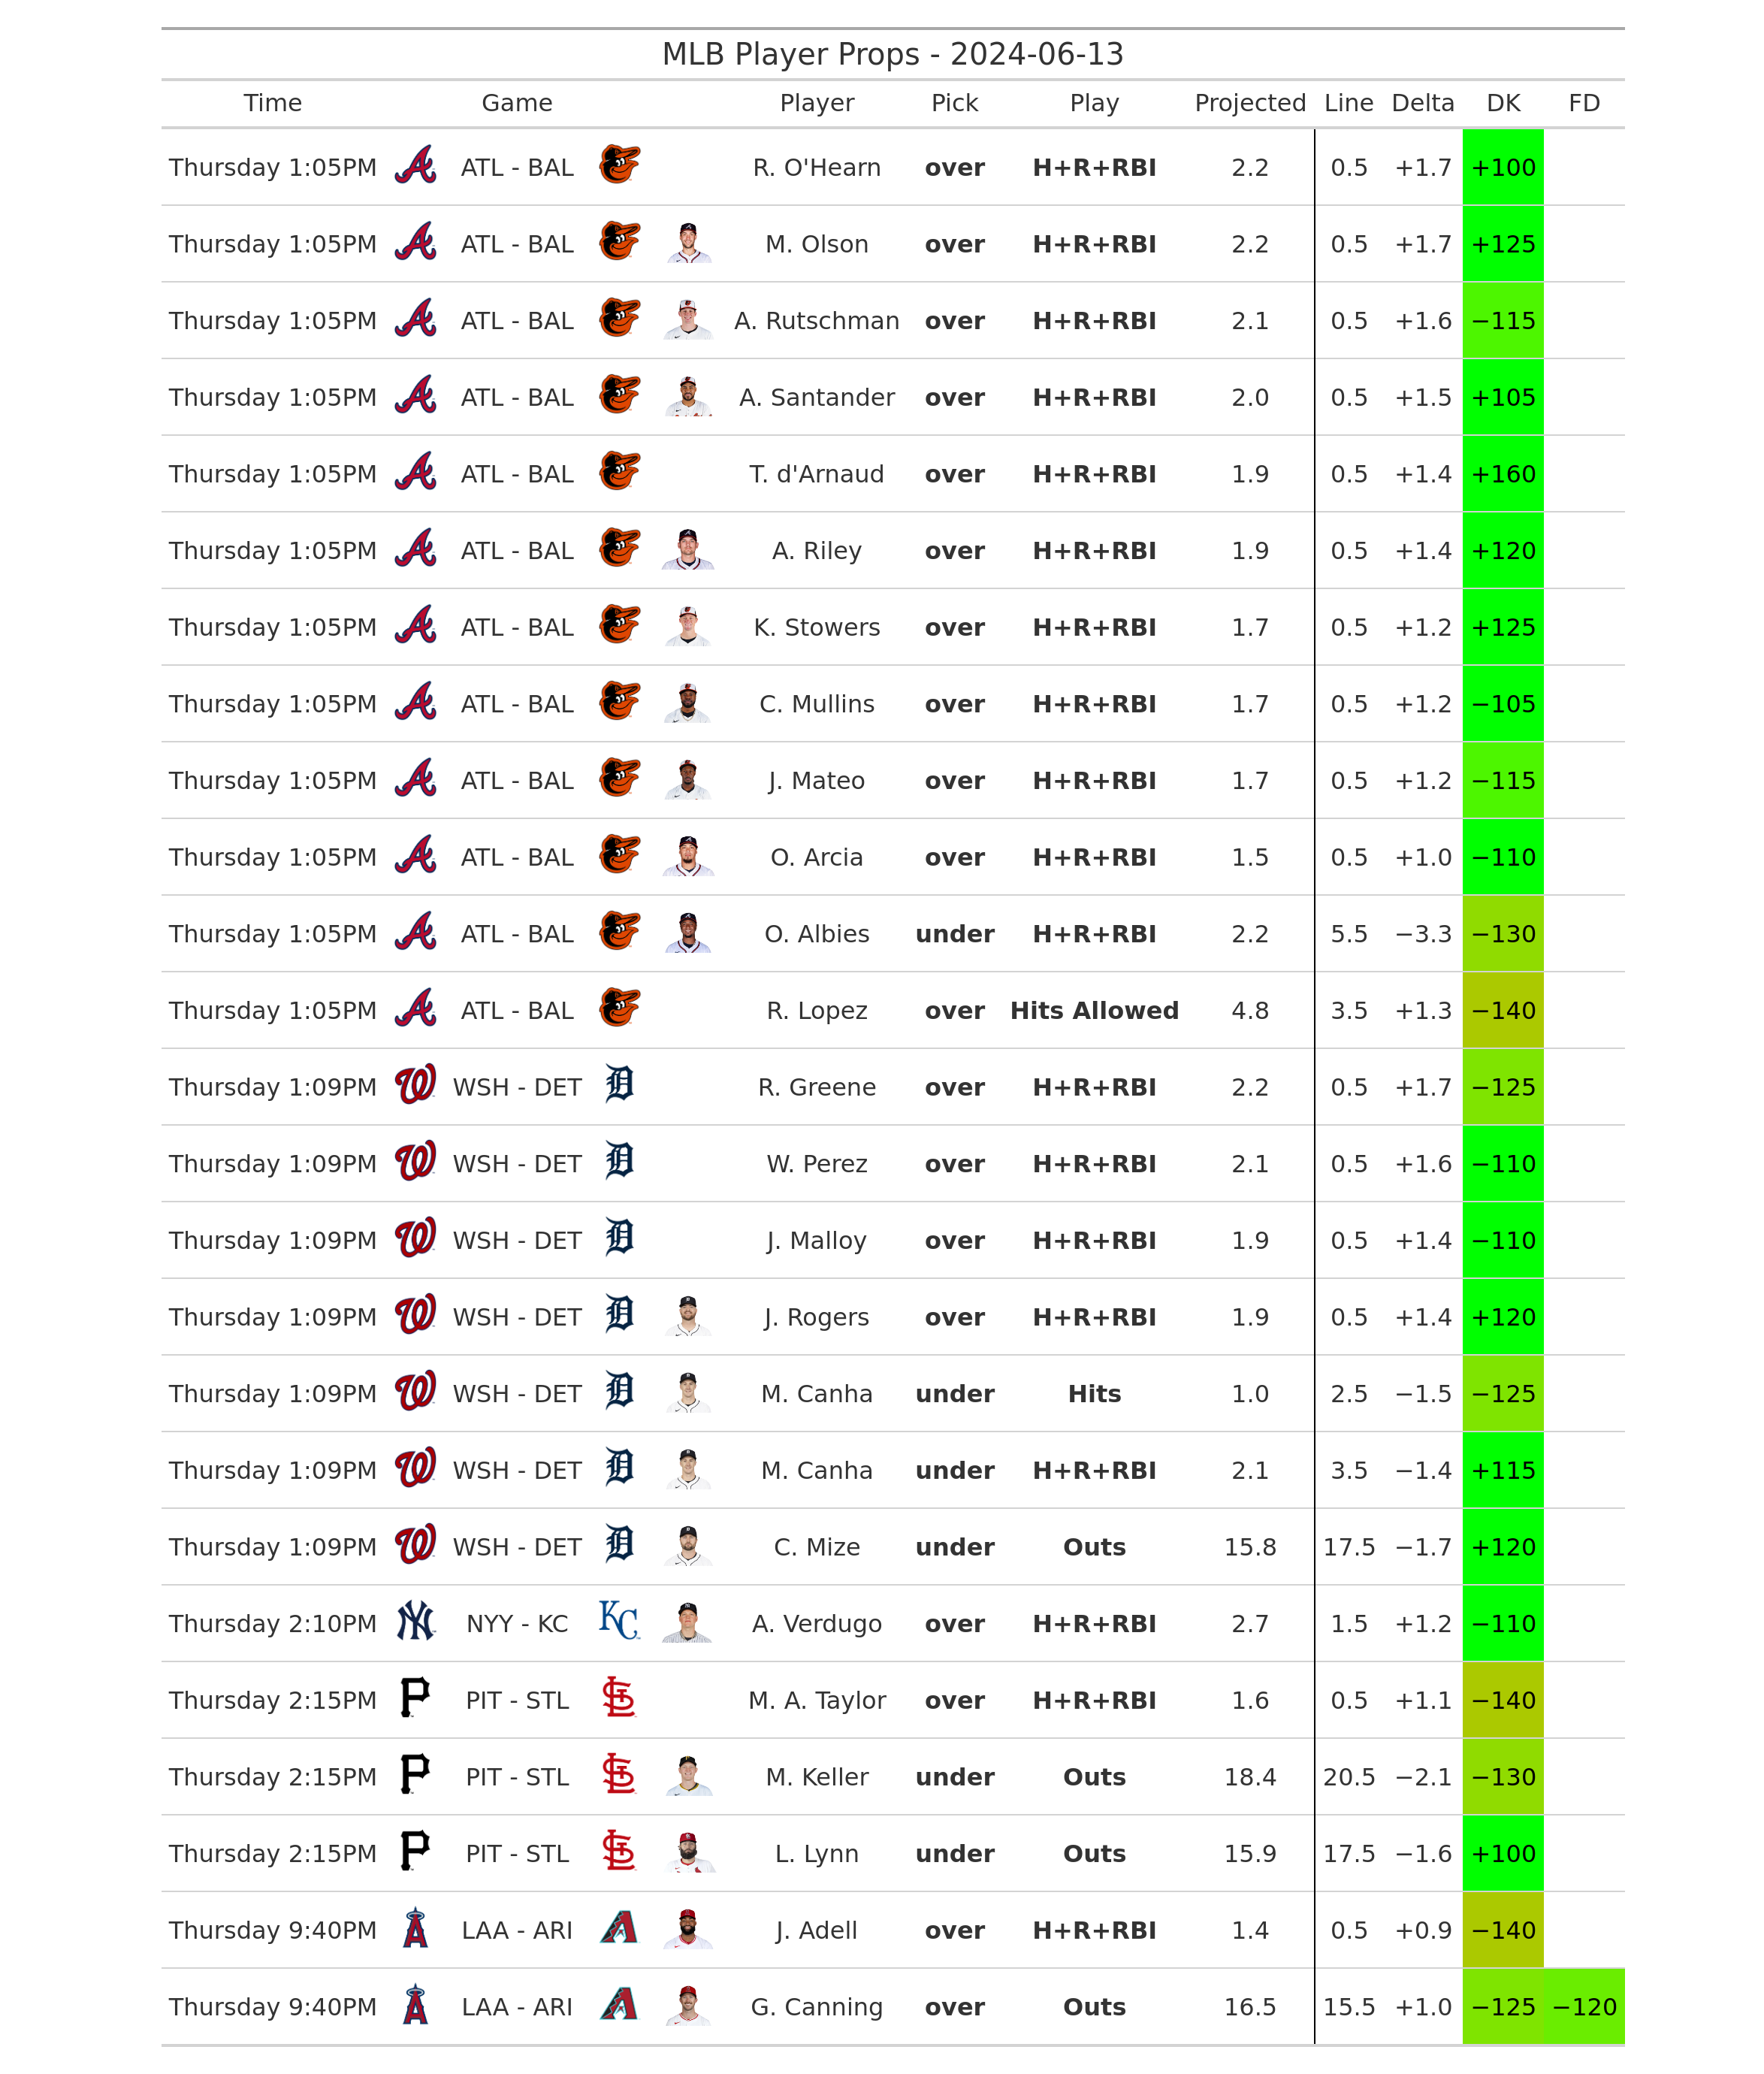 MLB Player Props - 2024-06-13
Time Game Player Pick Play Projected Line Delta DK FD
Thursday 1:05PM ATL - BAL R. O'Hearn over H+R+RBI 2.2 0.5 +1.7 +100
Thursday 1:05PM ATL - BAL M. Olson over H+R+RBI 2.2 0.5 +1.7 +125
Thursday 1:05PM ATL - BAL A. Rutschman over H+R+RBI 2.1 0.5 +1.6 −115
Thursday 1:05PM ATL - BAL A. Santander over H+R+RBI 2.0 0.5 +1.5 +105
Thursday 1:05PM ATL - BAL T. d'Arnaud over H+R+RBI 1.9 0.5 +1.4 +160
Thursday 1:05PM ATL - BAL A. Riley over H+R+RBI 1.9 0.5 +1.4 +120
Thursday 1:05PM ATL - BAL K. Stowers over H+R+RBI 1.7 0.5 +1.2 +125
Thursday 1:05PM ATL - BAL C. Mullins over H+R+RBI 1.7 0.5 +1.2 −105
Thursday 1:05PM ATL - BAL J. Mateo over H+R+RBI 1.7 0.5 +1.2 −115
Thursday 1:05PM ATL - BAL O. Arcia over H+R+RBI 1.5 0.5 +1.0 −110
Thursday 1:05PM ATL - BAL O. Albies under H+R+RBI 2.2 5.5 −3.3 −130
Thursday 1:05PM ATL - BAL R. Lopez over Hits Allowed 4.8 3.5 +1.3 −140
Thursday 1:09PM WSH - DET R. Greene over H+R+RBI 2.2 0.5 +1.7 −125
Thursday 1:09PM WSH - DET W. Perez over H+R+RBI 2.1 0.5 +1.6 −110
Thursday 1:09PM WSH - DET J. Malloy over H+R+RBI 1.9 0.5 +1.4 −110
Thursday 1:09PM WSH - DET J. Rogers over H+R+RBI 1.9 0.5 +1.4 +120
Thursday 1:09PM WSH - DET M. Canha under Hits 1.0 2.5 −1.5 −125
Thursday 1:09PM WSH - DET M. Canha under H+R+RBI 2.1 3.5 −1.4 +115
Thursday 1:09PM WSH - DET C. Mize under Outs 15.8 17.5 −1.7 +120
Thursday 2:10PM NYY - KC A. Verdugo over H+R+RBI 2.7 1.5 +1.2 −110
Thursday 2:15PM PIT - STL M. A. Taylor over H+R+RBI 1.6 0.5 +1.1 −140
Thursday 2:15PM PIT - STL M. Keller under Outs 18.4 20.5 −2.1 −130
Thursday 2:15PM PIT - STL L. Lynn under Outs 15.9 17.5 −1.6 +100
Thursday 9:40PM LAA - ARI J. Adell over H+R+RBI 1.4 0.5 +0.9 −140
Thursday 9:40PM LAA - ARI G. Canning over Outs 16.5 15.5 +1.0 −125 −120